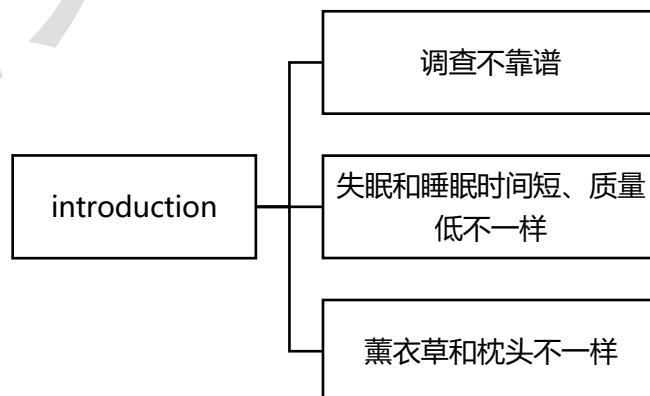 调查不靠谱
introduction
失眠和睡眠时间短、质量
低不一样
薰衣草和枕头不一样